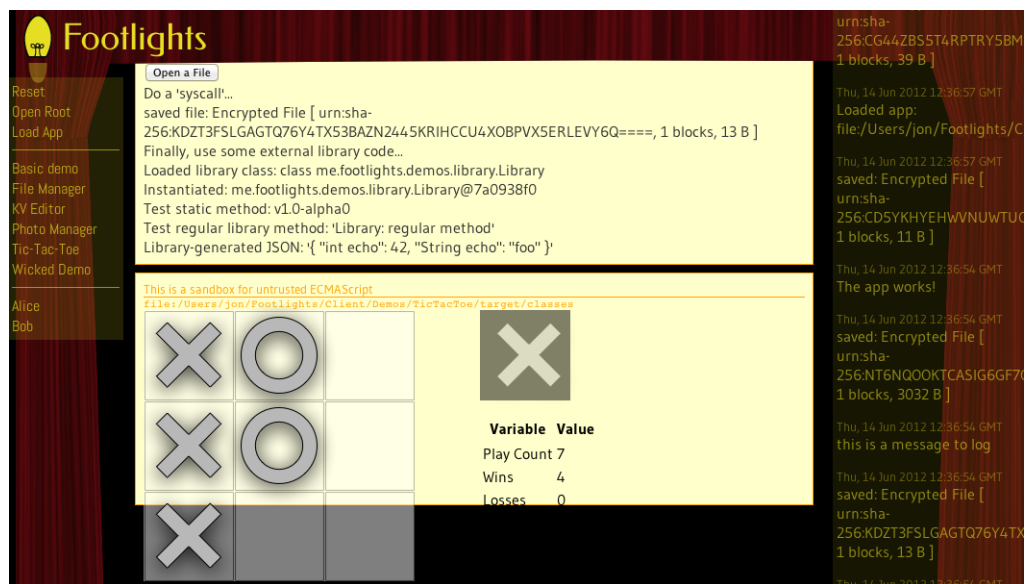 Footlights
Reset
Open Root
Load App
Basic demo
File Manager
KV Editor
Photo Manager
Tic-Tac-Toe
Wicked Demo
Alice
Bob
Open a File
Do a 'syscall'...
saved file: Encrypted File [ urn:sha-
256:KDZT3FSLGAGTQ76Y4TX53BAZN2445KRIHCCU4XOBPVX5ERLEVY6Q====, 1 blocks, 13 B ]
Finally, use some external library code...
Loaded library class: class me.footlights.demos.library.Library
Instantiated: me.footlights.demos.library.Library@7a0938f0
Test static method: v1.0-alpha0
Test regular library method: 'Library: regular method'
Library-generated JSON: '{ "int echo": 42, "String echo": "foo" }'
This is a sandbox for untrusted ECMAScript
file:/Users/jon/Footlights/Client/Demos/TicTacToe/target/classes
Variable Value
Play Count 7
Wins 4
Losses 0
urn:sha-
256:CG44ZBS5T4RPTRY5BM
1 blocks, 39 B ]
Thu, 14 Jun 2012 12:36:57 GMT
Loaded app:
file:/Users/jon/Footlights/C
Thu, 14 Jun 2012 12:36:57 GMT
saved: Encrypted File [
urn:sha-
256:CD5YKHYEHWVNUWTUC
1 blocks, 11 B ]
Thu, 14 Jun 2012 12:36:54 GMT
The app works!
Thu, 14 Jun 2012 12:36:54 GMT
saved: Encrypted File [
urn:sha-
256:NT6NQOOKTCASIG6GF7
1 blocks, 3032 B ]
Thu, 14 Jun 2012 12:36:54 GMT
this is a message to log
Thu, 14 Jun 2012 12:36:54 GMT
saved: Encrypted File [
urn:sha-
256:KDZT3FSLGAGTQ76Y4TX
1 blocks, 13 B ]
Thu, 14 Jun 2012 12:36:54 GMT